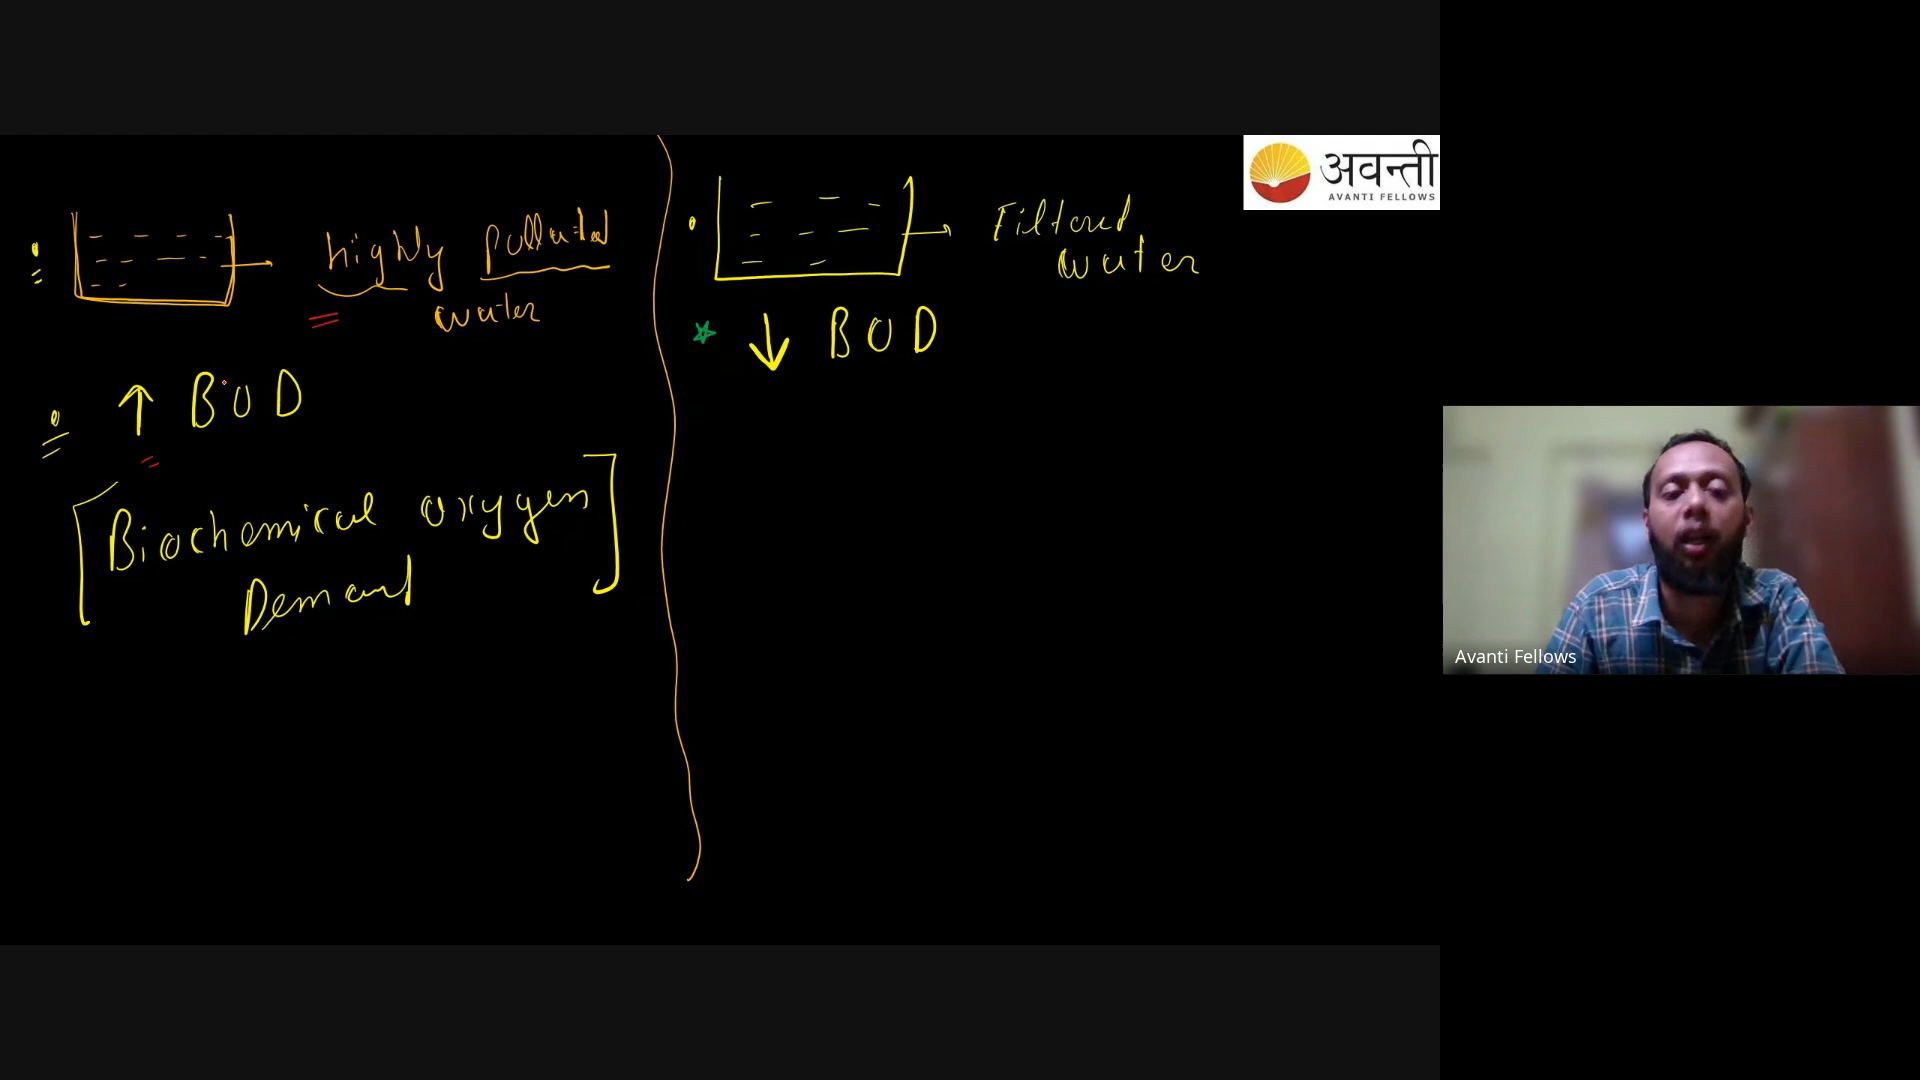 highly polluted
water
↑ BOD
[Biochemical oxygen
Demand]
Filtered
water
↓ BOD
अवन्ती
AVANTI FELLOWS
Avanti Fellows